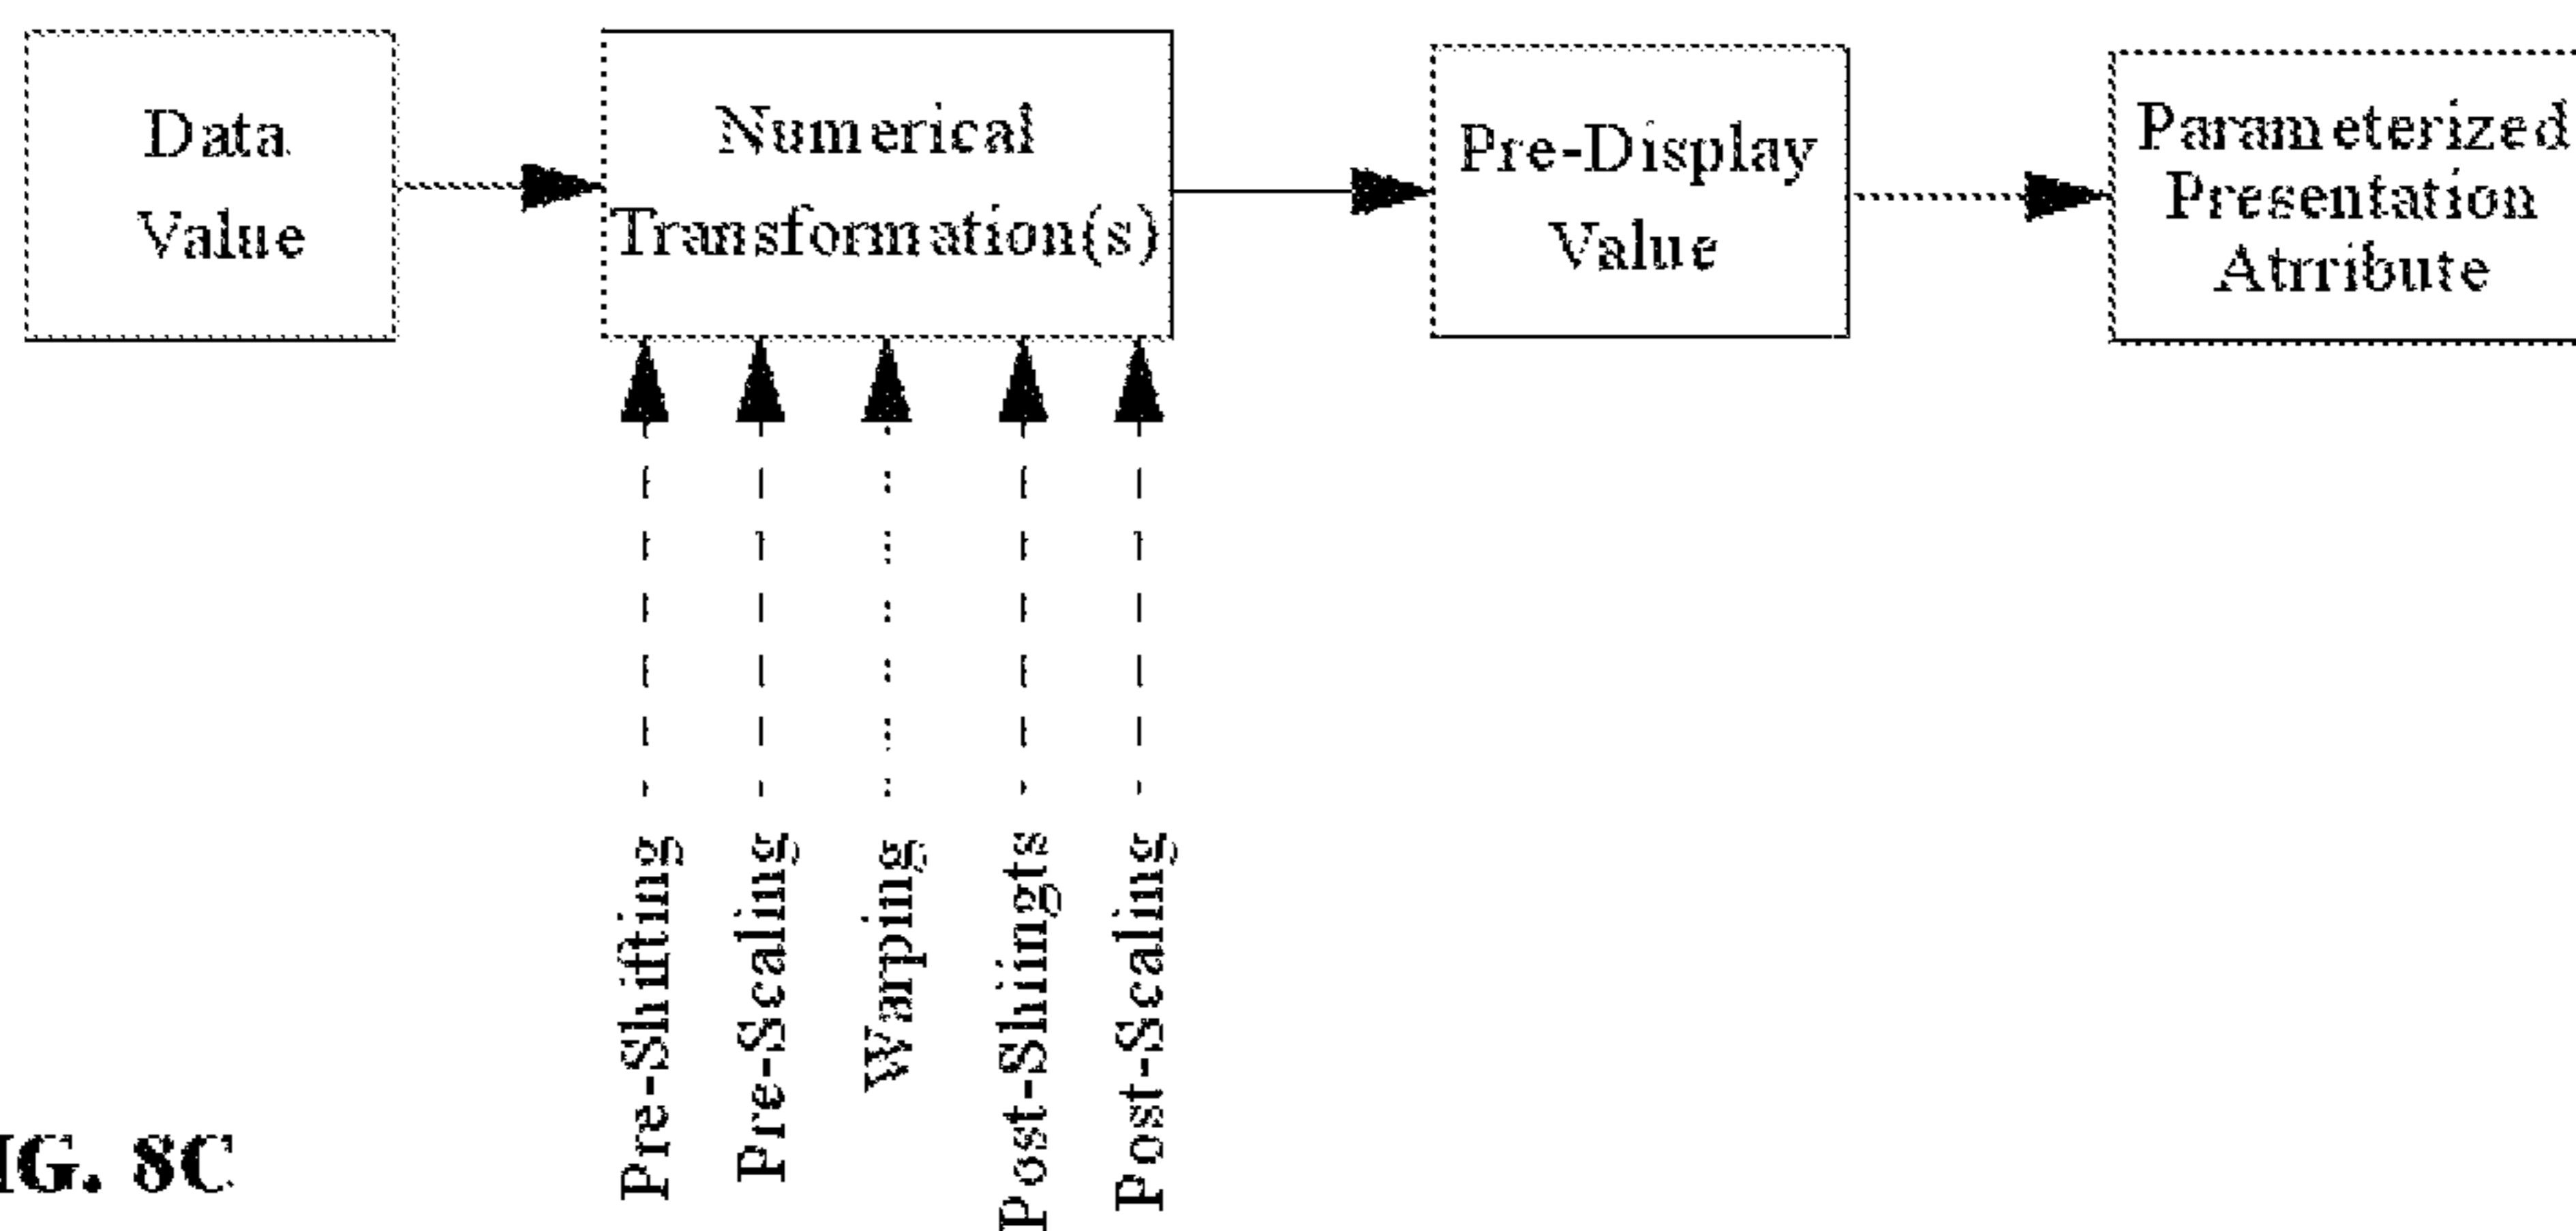 Data
Value
Numerical
Transformation(s)
Pre-Display
Value
Parameterized
Presentation
Atrribute
Pre-Shifting
Pre-Scaling
Warping
Post-Shiingts
Post-Scaling
IG. 8C